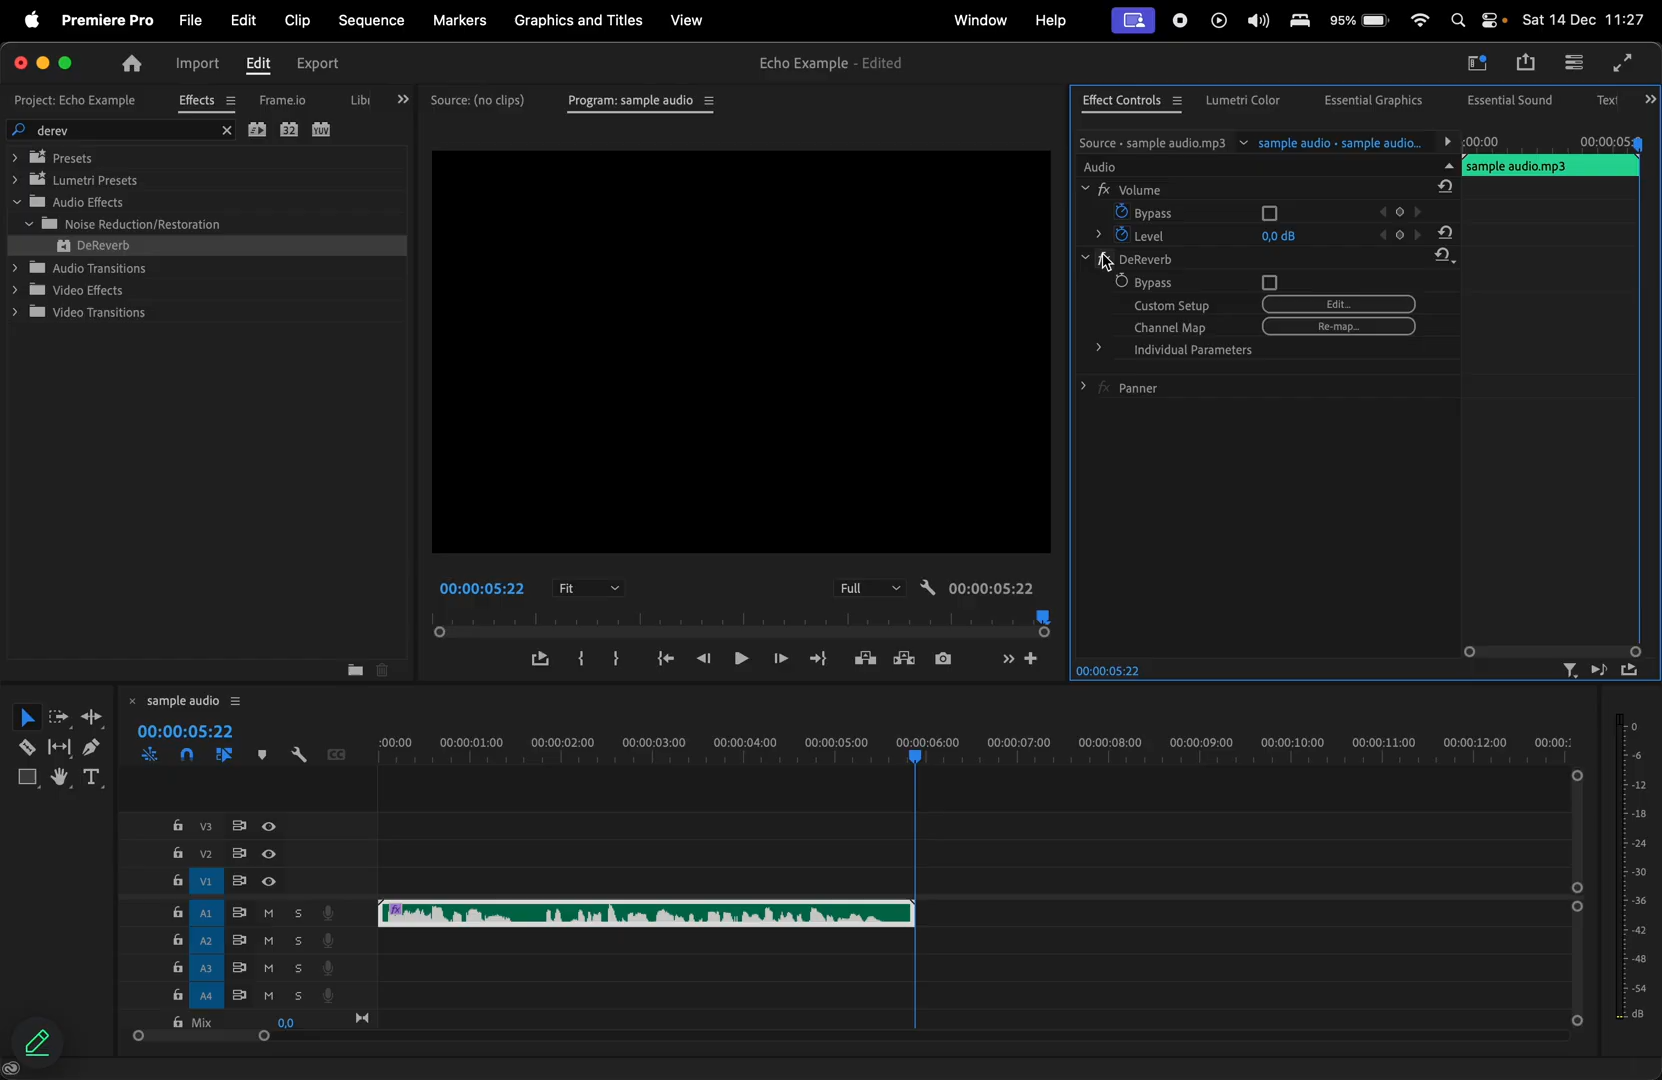 Premiere Pro File Edit Clip Sequence Markers Graphics and Titles View Window Help 95% Sat 14 Dec 11:27
Import Edit Export Echo Example - Edited
Project: Echo Example Effects Frame.io Source: (no clips) Program: sample audio Effect Controls Lumetri Color Essential Graphics Essential Sound
derev 32 YUV
Source • sample audio.mp3 sample audio • sample audio... :00:00
Presets
Lumetri Presets
Audio Effects
Noise Reduction/Restoration
DeReverb
Audio Transitions
Video Effects
Video Transitions
Audio
sample audio.mp3
fx Volume
Bypass
Level 0,0 dB
DeReverb
Bypass
Custom Setup Edit...
Channel Map Re-map...
Individual Parameters
fx Panner
00:00:05:22 Fit Full 00:00:05:22
00:00:05:22
sample audio
00:00:05:22
:00:00 00:00:01:00 00:00:02:00 00:00:03:00 00:00:04:00 00:00:05:00 00:00:06:00 00:00:07:00 00:00:08:00 00:00:09:00 00:00:10:00 00:00:11:00 00:00:12:00 00:00:1
CC
T
V3
V2
V1
A1 M S fx
A2 M S
A3 M S
A4 M S
Mix 0,0
0
-6
-12
-18
-24
-30
-36
-42
-48
-54
dB